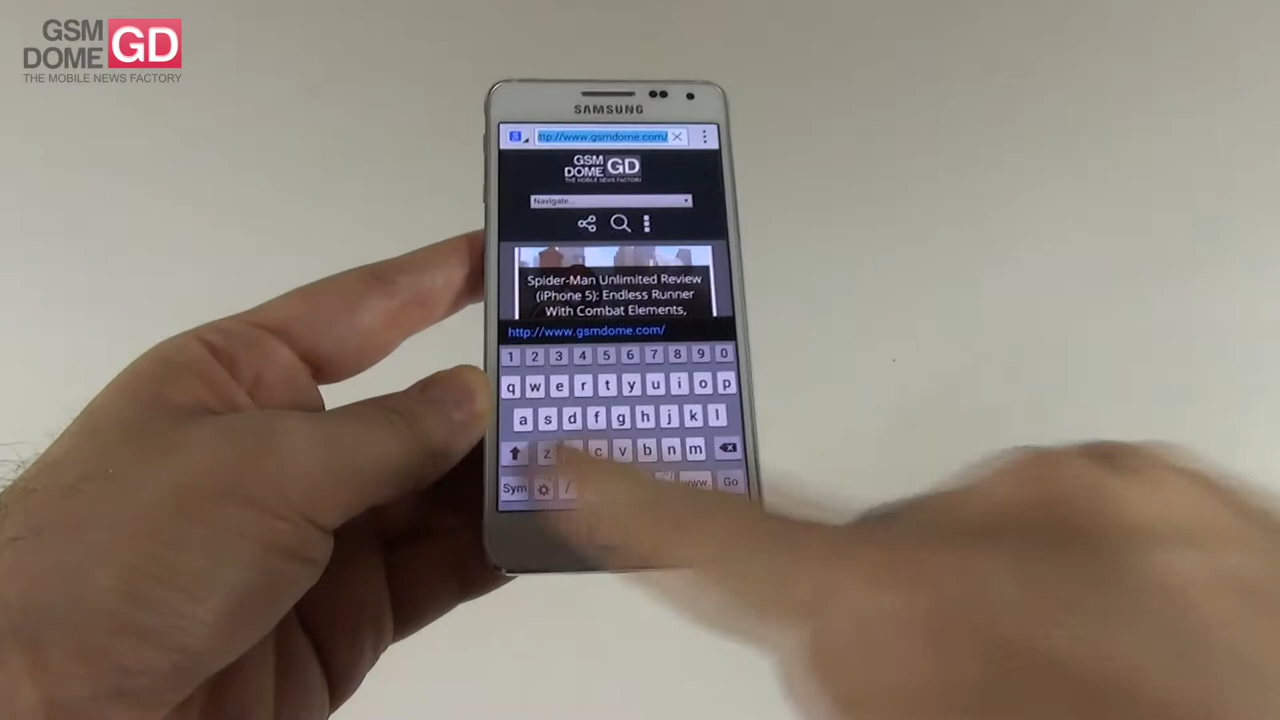 GSM
DOME GD
THE MOBILE NEWS FACTORY
SAMSUNG
ttp://www.gsmdome.com/
GSM
DOME GD
THE MOBILE NEWS FACTORY
Navigate...
Spider-Man Unlimited Review
(iPhone 5): Endless Runner
With Combat Elements,
http://www.gsmdome.com/
1 2 3 4 5 6 7 8 9 0
q w e r t y u i o p
a s d f g h j k l
z c v b n m
Sym / www. Go